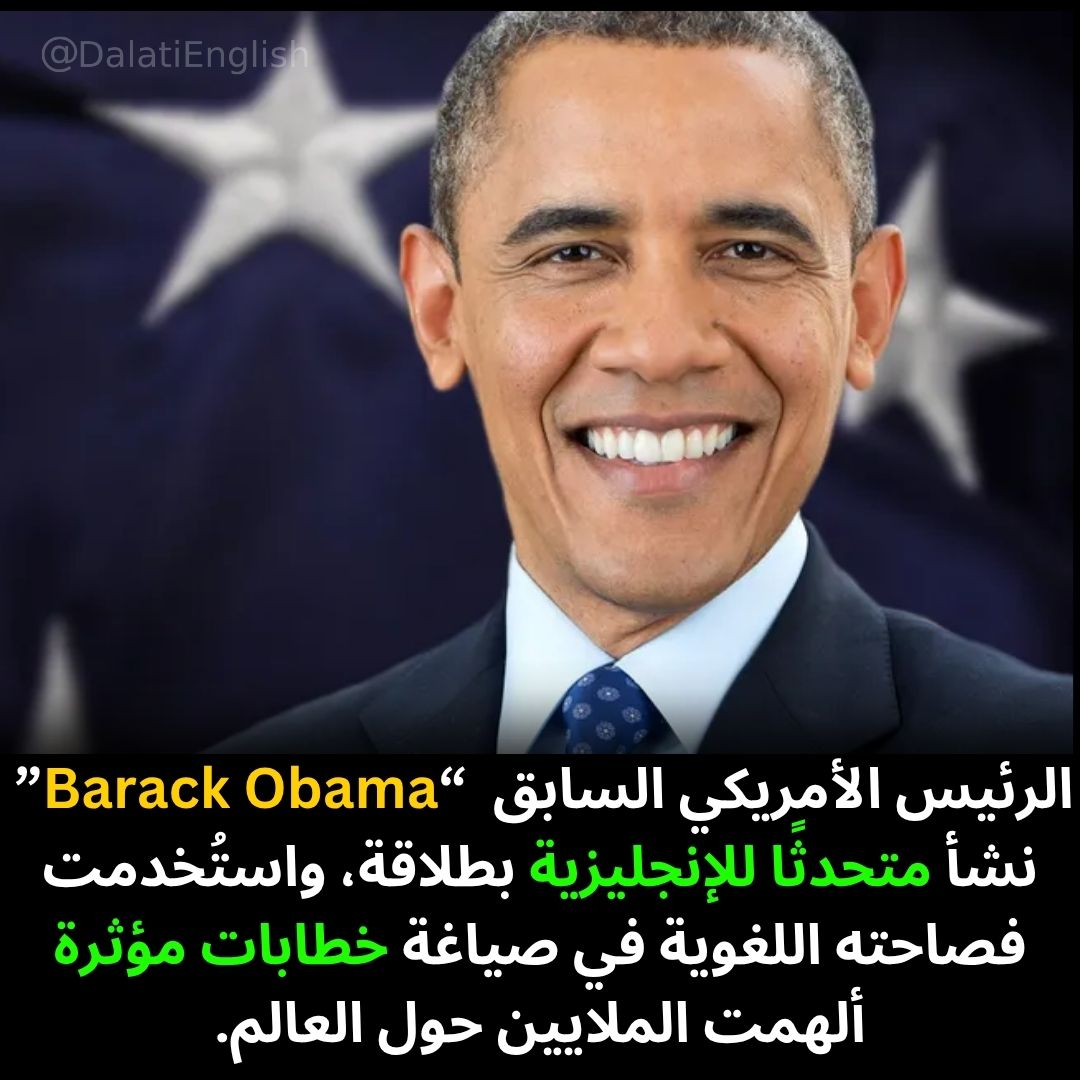 @DalatiEnglish
الرئيس الأمريكي السابق “Barack Obama”
نشأ متحدثًا للإنجليزية بطلاقة، واستُخدمت
فصاحته اللغوية في صياغة خطابات مؤثرة
ألهمت الملايين حول العالم.